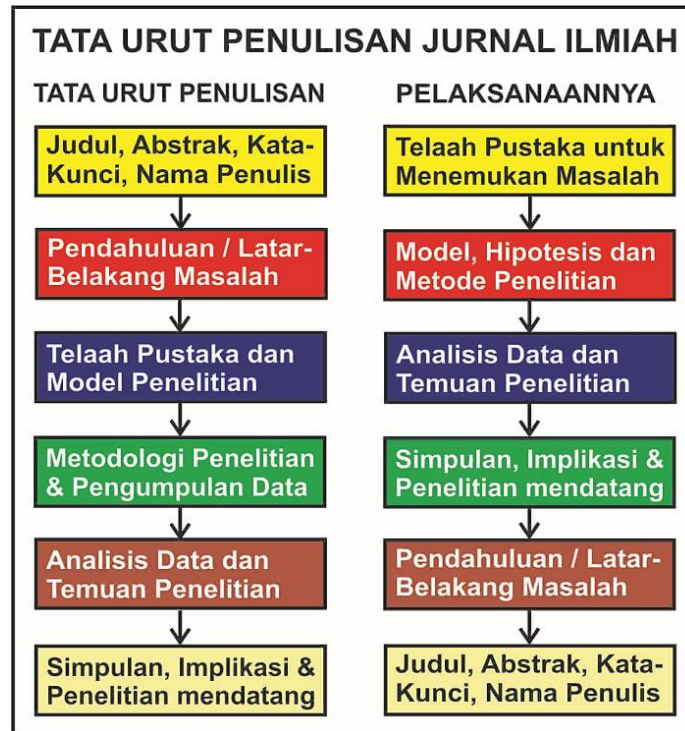 TATA URUT PENULISAN JURNAL ILMIAH
TATA URUT PENULISAN
Judul, Abstrak, Kata-
Kunci, Nama Penulis
Pendahuluan / Latar-
Belakang Masalah
Telaah Pustaka dan
Model Penelitian
Metodologi Penelitian
& Pengumpulan Data
Analisis Data dan
Temuan Penelitian
Simpulan, Implikasi &
Penelitian mendatang
PELAKSANAANNYA
Telaah Pustaka untuk
Menemukan Masalah
Model, Hipotesis dan
Metode Penelitian
Analisis Data dan
Temuan Penelitian
Simpulan, Implikasi &
Penelitian mendatang
Pendahuluan / Latar-
Belakang Masalah
Judul, Abstrak, Kata-
Kunci, Nama Penulis